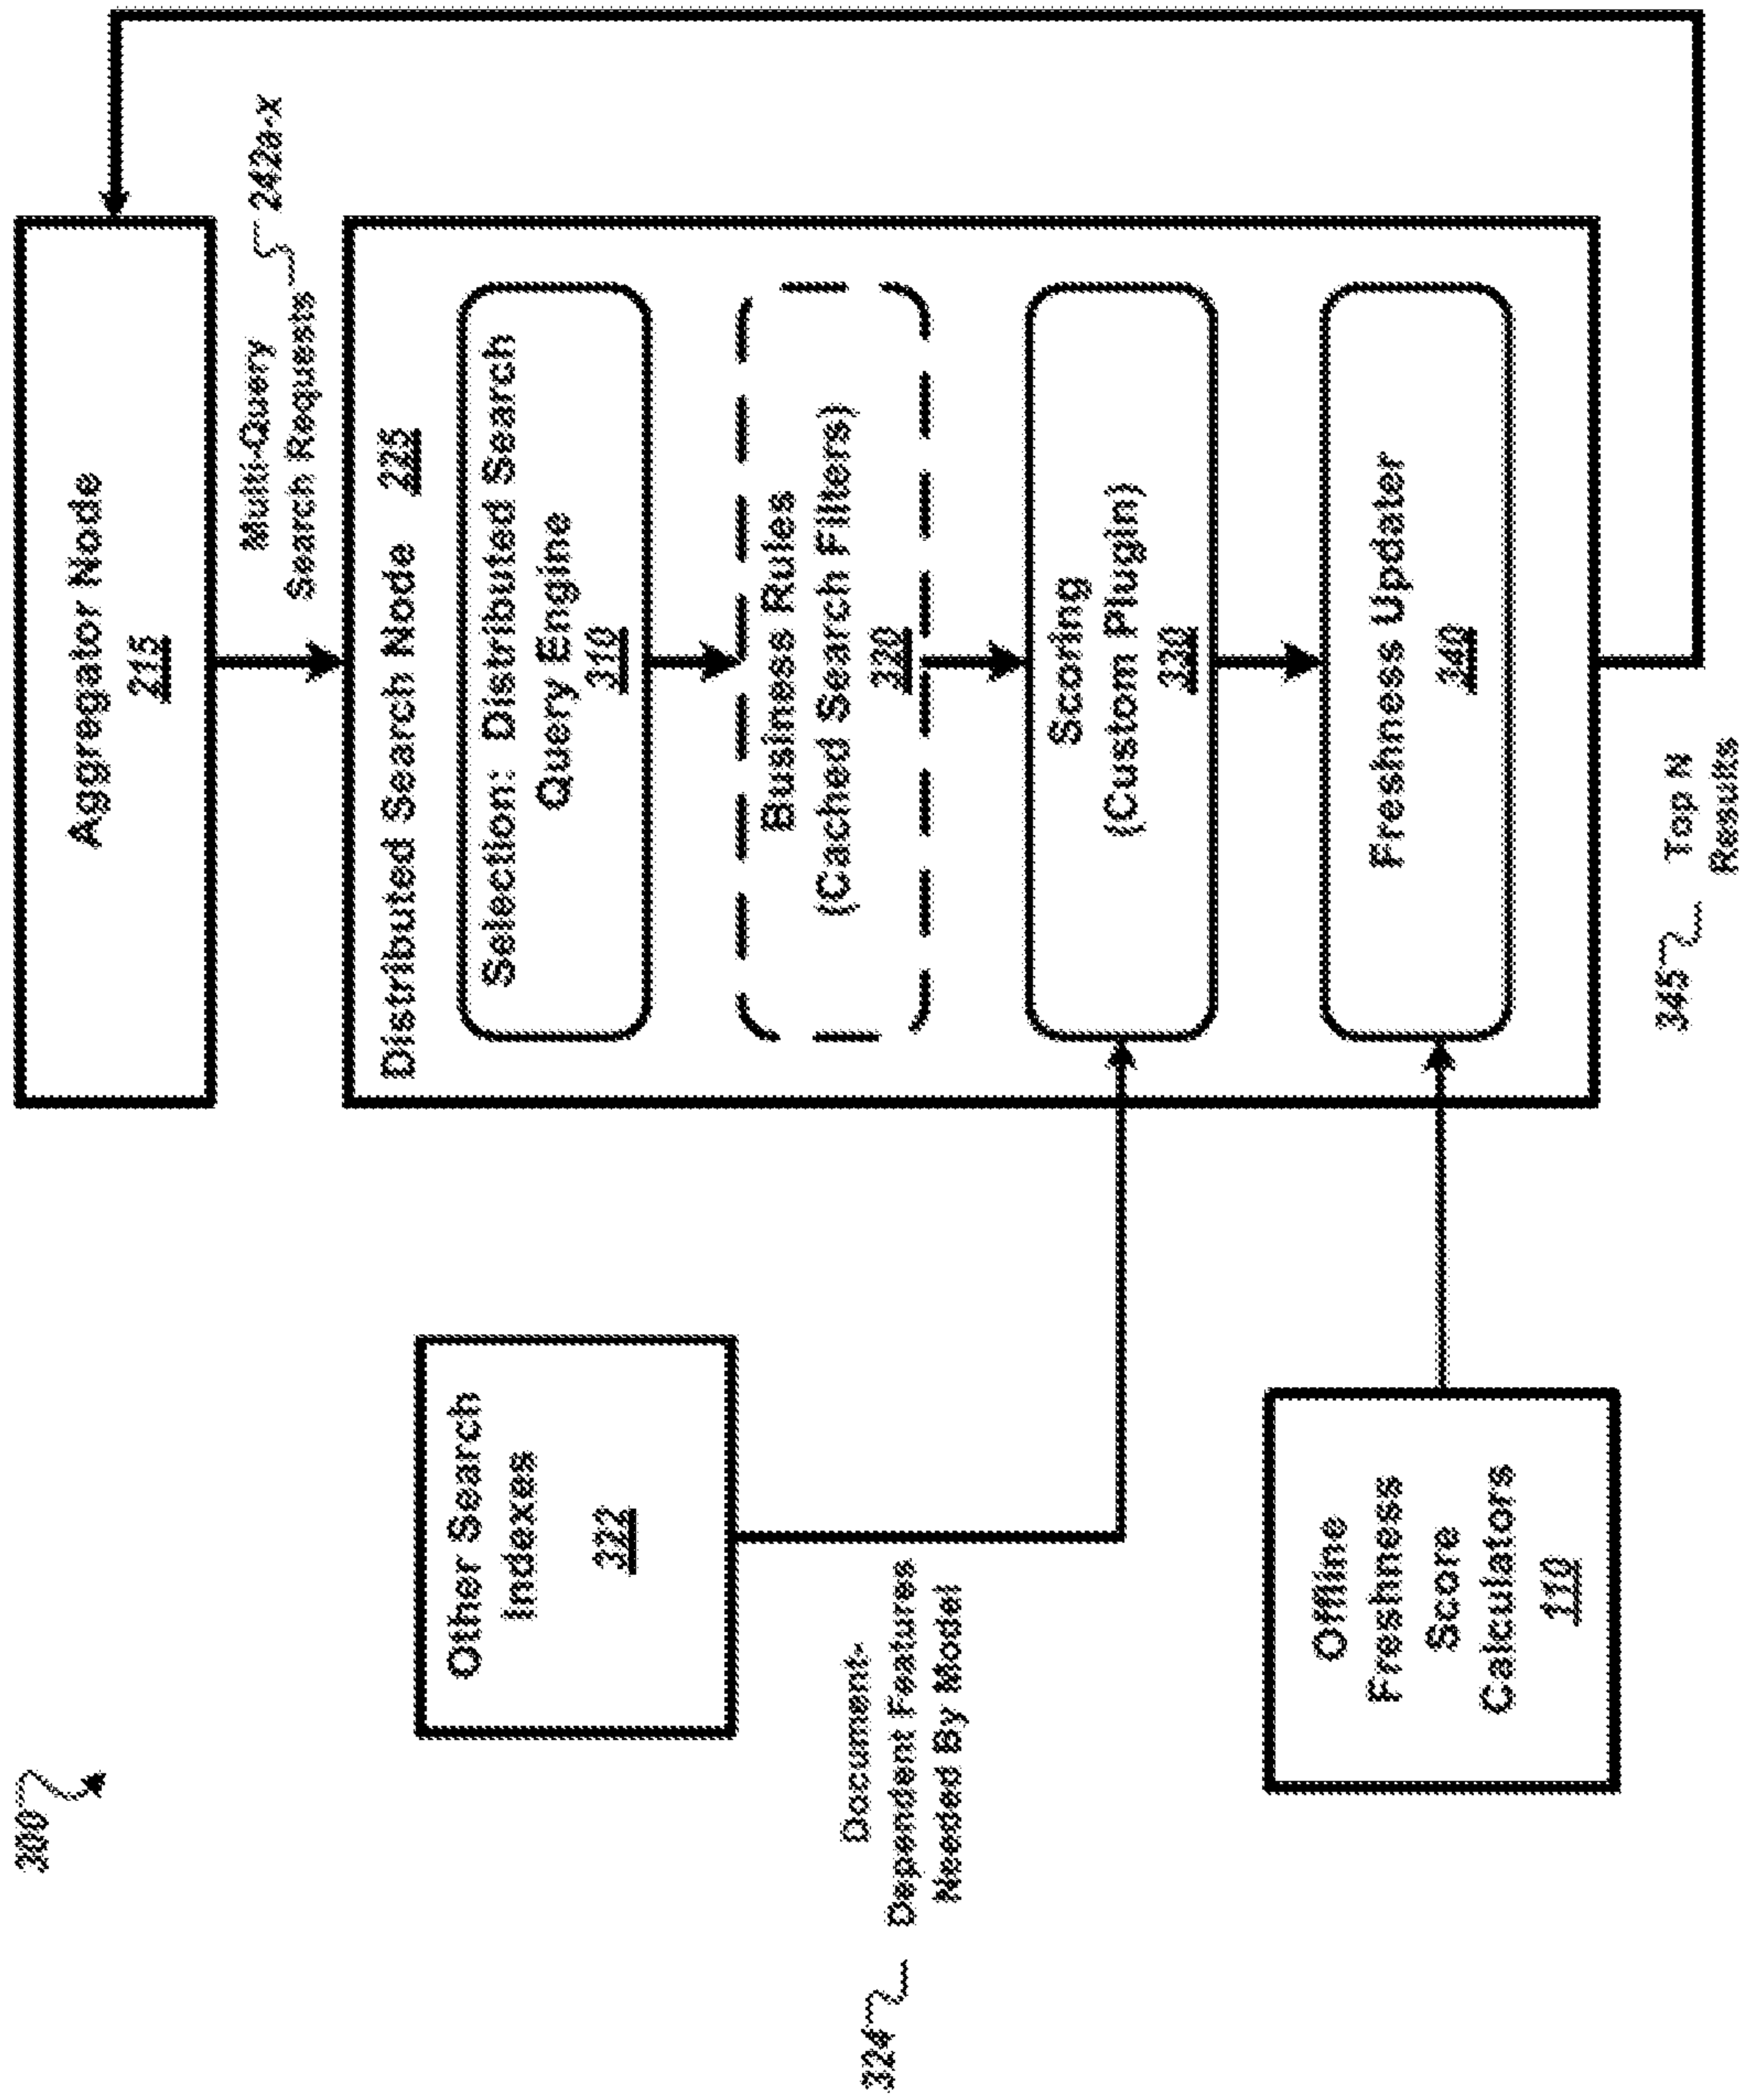 300
Aggregator Node
215
Multi-Query
Search Requests
242a-x
Distributed Search Node 225
Selection: Distributed Search
Query Engine
310
Business Rules
(Cached Search Filters)
320
Scoring
(Custom Plugin)
330
Freshness Updater
340
Other Search
Indexes
322
324
Document-
Dependent Features
Needed By Model
Offline
Freshness
Score
Calculators
110
345
Top N
Results